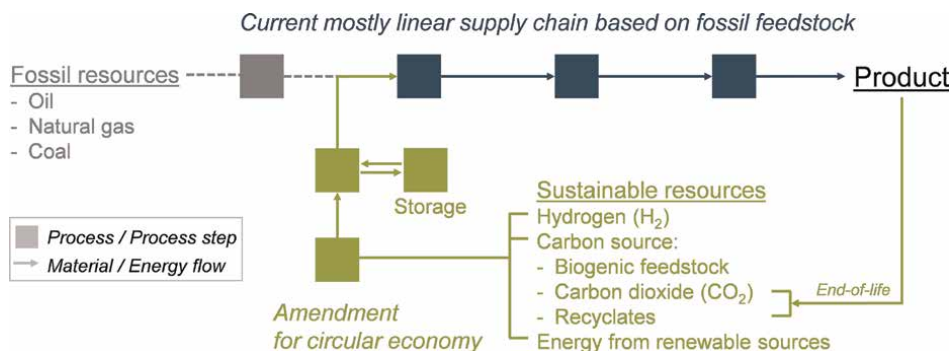 Current mostly linear supply chain based on fossil feedstock
Fossil resources
- Oil
- Natural gas
- Coal
Product
Storage
Sustainable resources
Hydrogen (H₂)
Carbon source:
- Biogenic feedstock
- Carbon dioxide (CO₂)
- Recyclates
Energy from renewable sources
End-of-life
Process / Process step
Material / Energy flow
Amendment
for circular economy